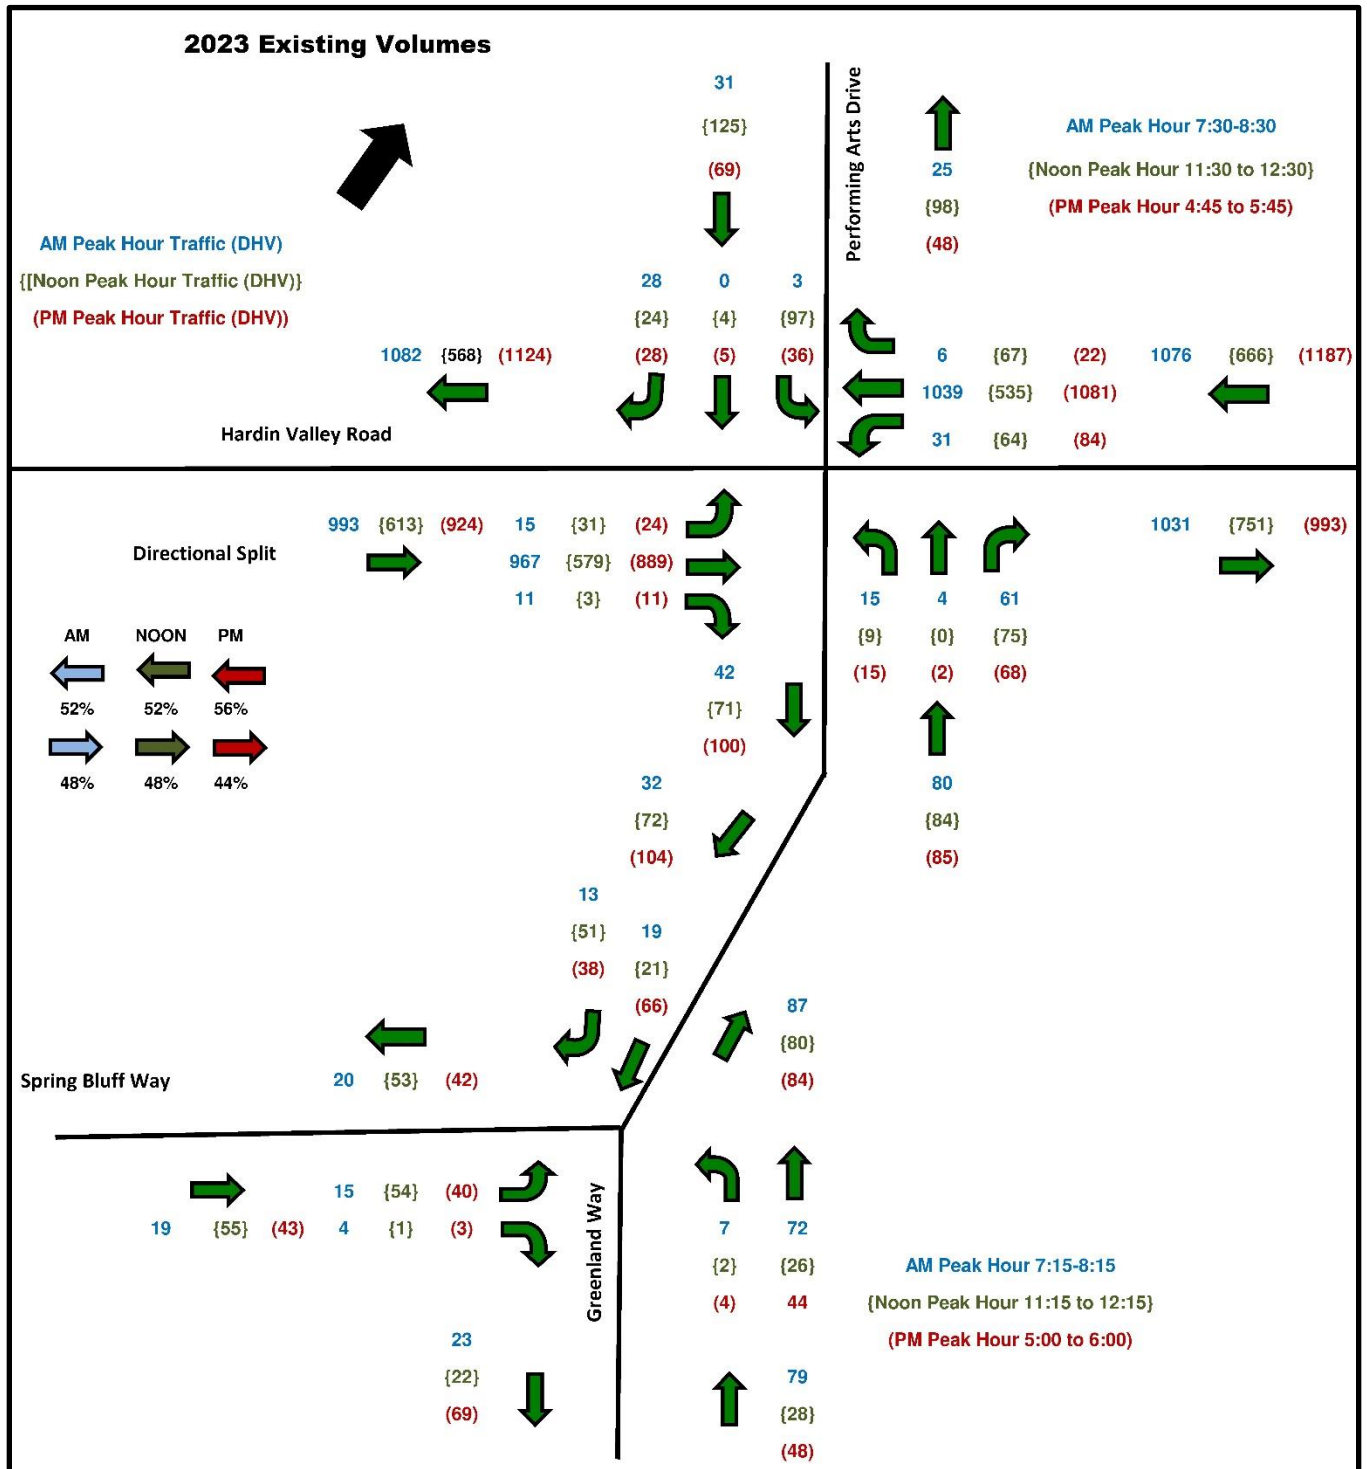 2023 Existing Volumes
31
{125}
(69)
Performing Arts Drive
25
{98}
(48)
AM Peak Hour 7:30-8:30
{Noon Peak Hour 11:30 to 12:30}
(PM Peak Hour 4:45 to 5:45)
AM Peak Hour Traffic (DHV)
{[Noon Peak Hour Traffic (DHV)}
(PM Peak Hour Traffic (DHV))
28 0 3
{24} {4} {97}
(28) (5) (36)
1082 {568} (1124)
6 {67} (22)
1039 {535} (1081)
31 {64} (84)
1076 {666} (1187)
Hardin Valley Road
993 {613} (924)
15 {31} (24)
967 {579} (889)
11 {3} (11)
1031 {751} (993)
Directional Split
AM NOON PM
52% 52% 56%
48% 48% 44%
15 4 61
{9} {0} {75}
(15) (2) (68)
42
{71}
(100)
80
{84}
(85)
32
{72}
(104)
13
{51}
(38)
19
{21}
(66)
87
{80}
(84)
Spring Bluff Way
20 {53} (42)
15 {54} (40)
19 {55} (43)
4 {1} (3)
Greenland Way
7 72
{2} {26}
(4) 44
AM Peak Hour 7:15-8:15
{Noon Peak Hour 11:15 to 12:15}
(PM Peak Hour 5:00 to 6:00)
23
{22}
(69)
79
{28}
(48)